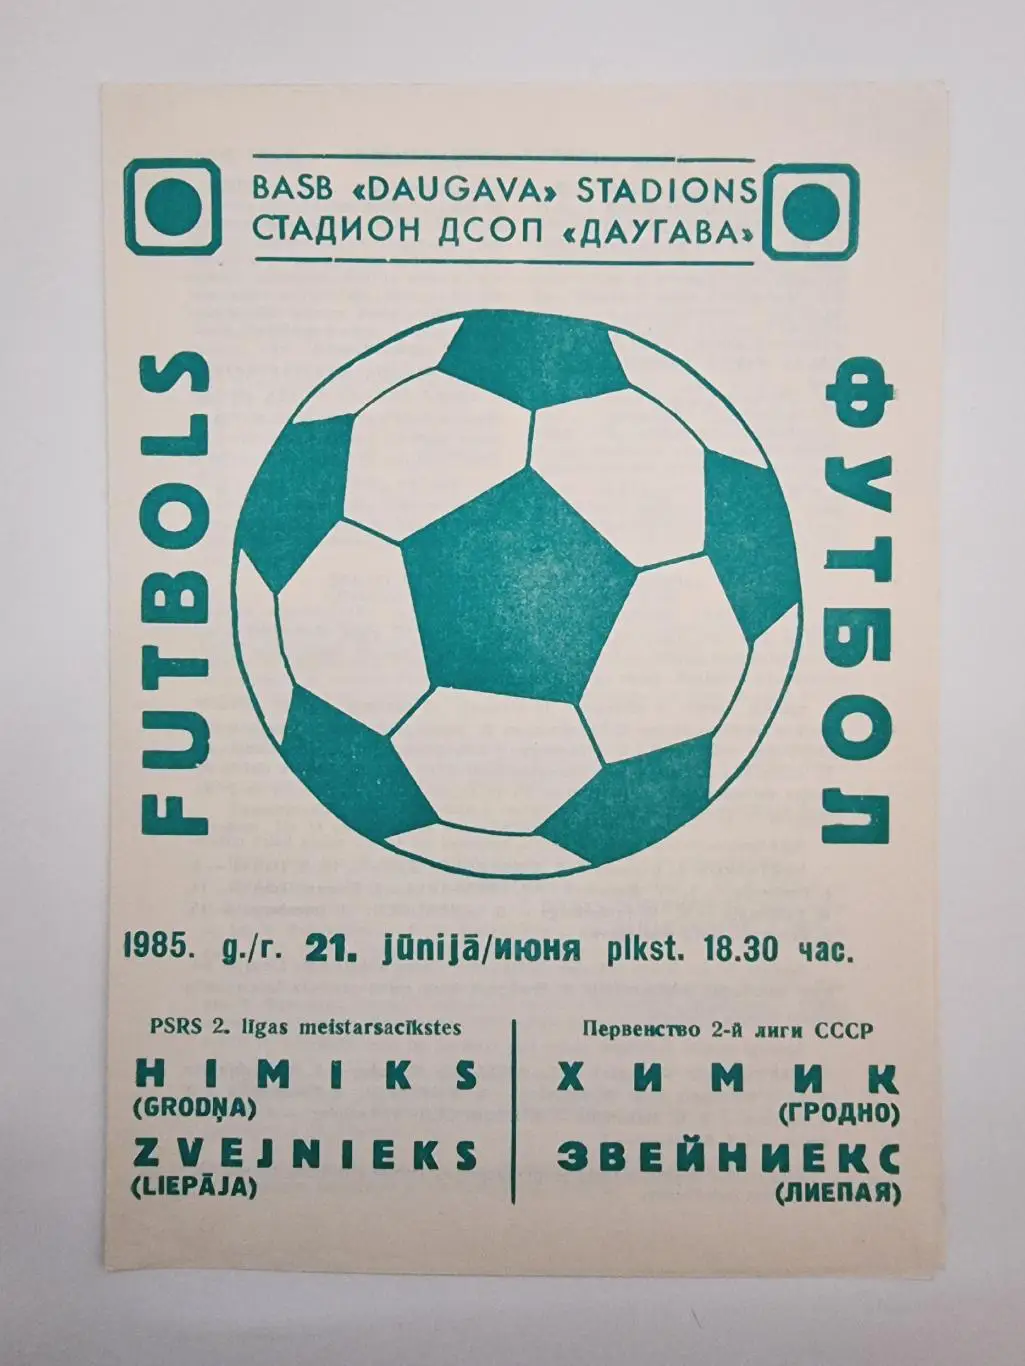 BASB «DAUGAVA» STADIONS
СТАДИОН ДСОП «ДАУГАВА»
FUTBOLS
ФУТБОЛ
1985. g./г. 21. jūnijā/июня plkst. 18.30 час.
PSRS 2. līgas meistarsacīkstes
HIMIKS
(GRODŅA)
ZVEJNIEKS
(LIEPĀJA)
Первенство 2-й лиги СССР
ХИМИК
(ГРОДНО)
ЗВЕЙНИЕКС
(ЛИЕПАЯ)